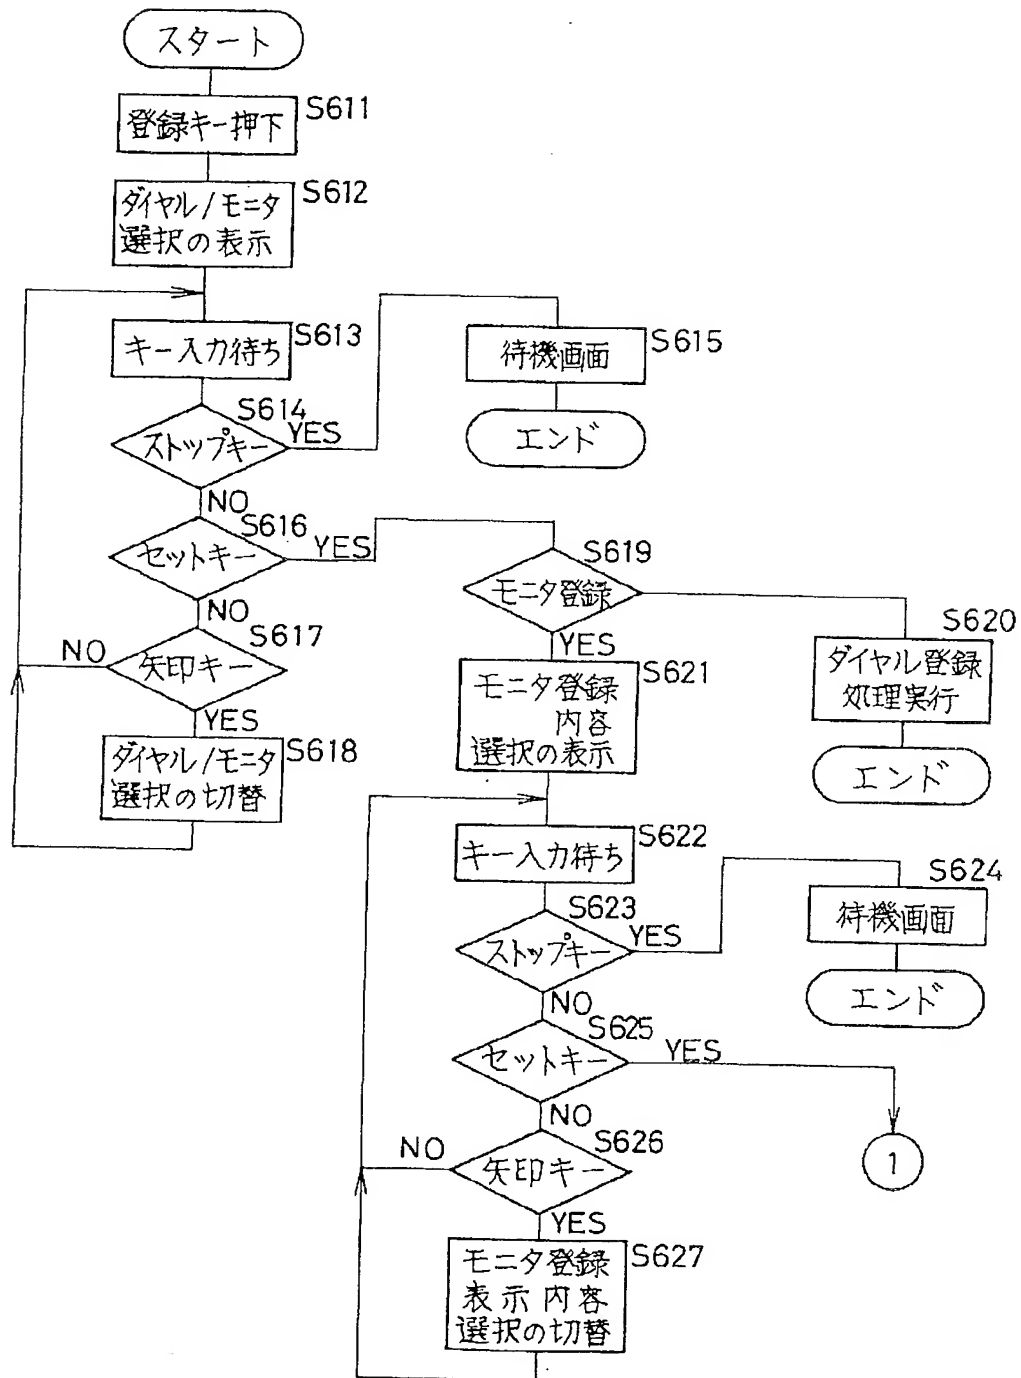 スタート
登録キー押下
S611
ダイヤル/モニタ
選択の表示
S612
キー入力待ち
S613
ストップキー
S614
YES
NO
待機画面
S615
エンド
セットキー
S616
YES
NO
矢印キー
S617
NO
YES
ダイヤル/モニタ
選択の切替
S618
モニタ登録
S619
YES
ダイヤル登録
処理実行
S620
エンド
モニタ登録
内容
選択の表示
S621
キー入力待ち
S622
ストップキー
S623
YES
NO
待機画面
S624
エンド
セットキー
S625
YES
NO
1
矢印キー
S626
NO
YES
モニタ登録
表示内容
選択の切替
S627